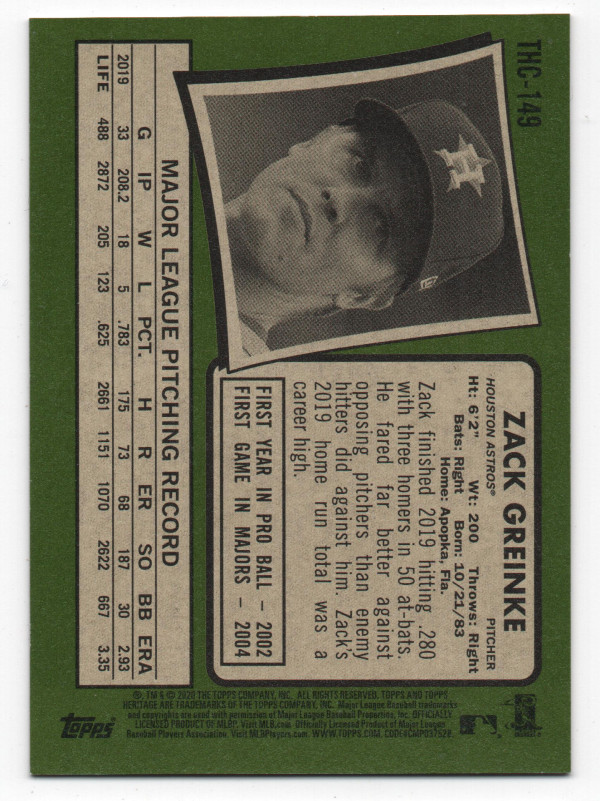 THC-149
ZACK GREINKE
HOUSTON ASTROS® PITCHER
Ht: 6'2" Wt: 200 Throws: Right
Bats: Right Born: 10/21/83
Home: Apopka, Fla.
Zack finished 2019 hitting .280
with three homers in 50 at-bats.
He fared far better against
opposing pitchers than enemy
hitters did against him. Zack's
2019 home run total was a
career high.
FIRST YEAR IN PRO BALL – 2002
FIRST GAME IN MAJORS – 2004
MAJOR LEAGUE PITCHING RECORD
G IP W L PCT. H R ER SO BB ERA
2019 33 208.2 18 5 .783 175 73 68 187 30 2.93
LIFE 488 2872 205 123 .625 2661 1151 1070 2622 667 3.35
®, TM & © 2020 THE TOPPS COMPANY, INC. ALL RIGHTS RESERVED. TOPPS AND TOPPS
HERITAGE ARE TRADEMARKS OF THE TOPPS COMPANY, INC. Major League Baseball trademarks
and copyrights are used with permission of Major League Baseball Properties, Inc. OFFICIALLY
LICENSED PRODUCT OF MLBP. Visit MLB.com. Officially Licensed Product of Major League
Baseball Players Association. Visit MLBPlayers.com. WWW.TOPPS.COM.
topps